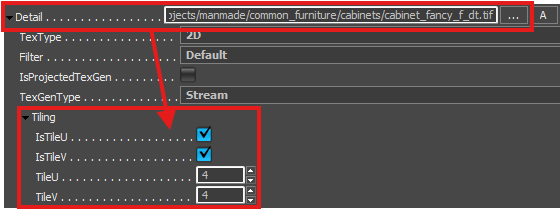 Detail . . . . . . . . . . . . . . . . . . . . . . ojects/manmade/common_furniture/cabinets/cabinet_fancy_f_dt.tif ... A
TexType . . . . . . . . . . . . . . . . . . . 2D
Filter . . . . . . . . . . . . . . . . . . . . . . Default
IsProjectedTexGen . . . . . .
TexGenType . . . . . . . . . . . . . . Stream
Tiling
IsTileU . . . . . . . . . . . . . . . . . . .
IsTileV . . . . . . . . . . . . . . . . . . .
TileU . . . . . . . . . . . . . . . . . . . . 4
TileV . . . . . . . . . . . . . . . . . . . . 4